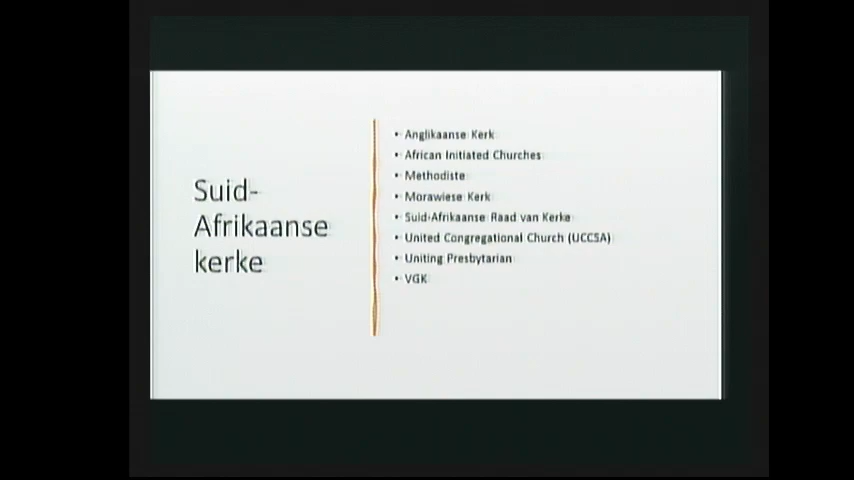 Suid-
Afrikaanse
kerke
• Anglikaanse Kerk
• African Initiated Churches
• Methodiste
• Morawiese Kerk
• Suid-Afrikaanse Raad van Kerke
• United Congregational Church (UCCSA)
• Uniting Presbytarian
• VGK